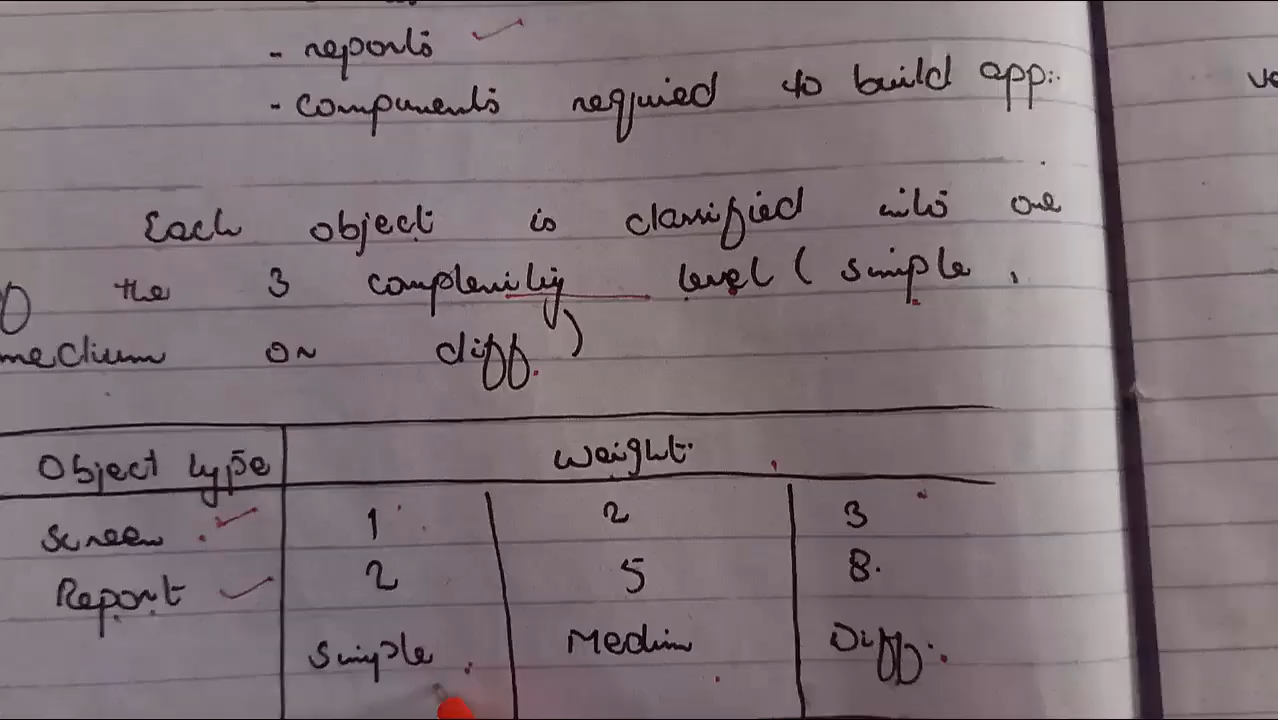 - reports
- components required to build app.
Each object is classified into one
the 3 complexity level ( simple,
medium or diff.)
Object type Weight
Screen. 1 2 3
Report 2 5 8.
Simple. Medium Diff.